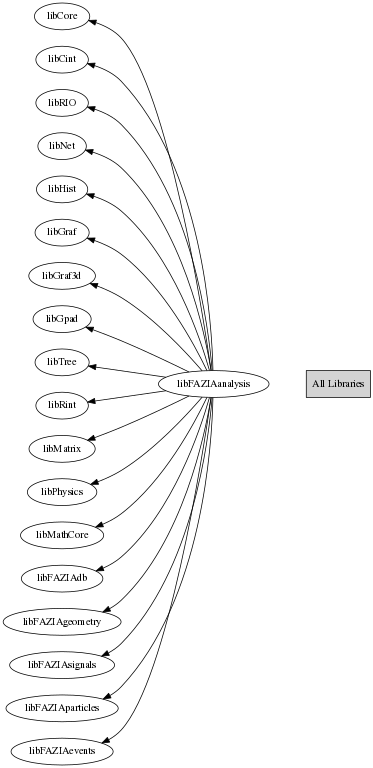 libCore
libCint
libRIO
libNet
libHist
libGraf
libGraf3d
libGpad
libTree
libFAZIAanalysis
All Libraries
libRint
libMatrix
libPhysics
libMathCore
libFAZIAdb
libFAZIAgeometry
libFAZIAsignals
libFAZIAparticles
libFAZIAevents